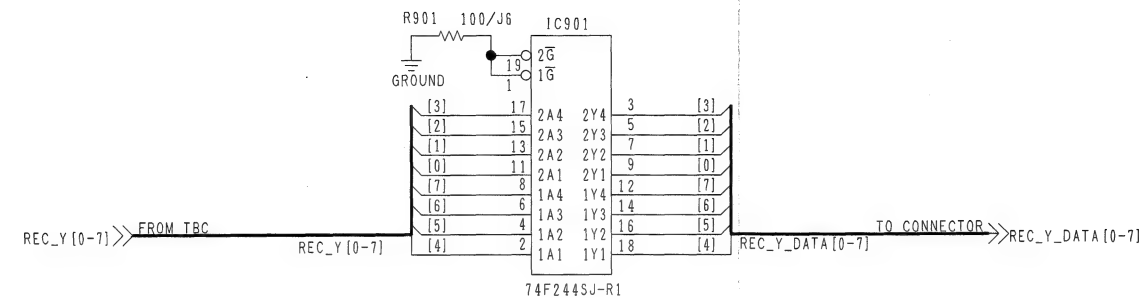 R901 100/J6 IC901
2G̅
19
1G̅
1
GROUND
[3] 17 2A4 2Y4 3 [3]
[2] 15 2A3 2Y3 5 [2]
[1] 13 2A2 2Y2 7 [1]
[0] 11 2A1 2Y1 9 [0]
[7] 8 1A4 1Y4 12 [7]
[6] 6 1A3 1Y3 14 [6]
[5] 4 1A2 1Y2 16 [5]
[4] 2 1A1 1Y1 18 [4]
REC_Y[0-7] FROM TBC REC_Y[0-7]
REC_Y_DATA[0-7] TO CONNECTOR REC_Y_DATA[0-7]
74F244SJ-R1